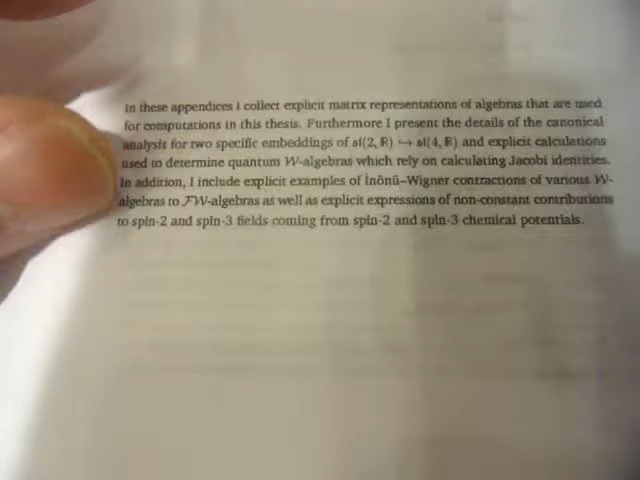 In these appendices I collect explicit matrix representations of algebras that are used
for computations in this thesis. Furthermore I present the details of the canonical
analysis for two specific embeddings of 𝔰𝔩(2, ℝ) ↪ 𝔰𝔩(4, ℝ) and explicit calculations
used to determine quantum 𝒲-algebras which rely on calculating Jacobi identities.
In addition, I include explicit examples of İnönü–Wigner contractions of various 𝒲-
algebras to ℱ𝒲-algebras as well as explicit expressions of non-constant contributions
to spin-2 and spin-3 fields coming from spin-2 and spin-3 chemical potentials.